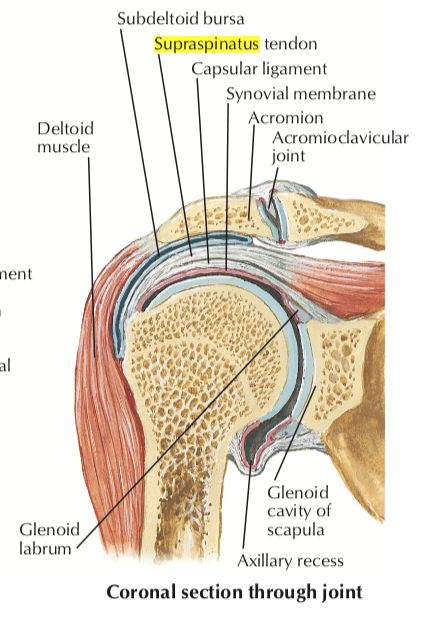 Subdeltoid bursa
Supraspinatus tendon
Capsular ligament
Synovial membrane
Acromion
Acromioclavicular
joint
Deltoid
muscle
ment
al
Glenoid
cavity of
scapula
Glenoid
labrum
Axillary recess
Coronal section through joint